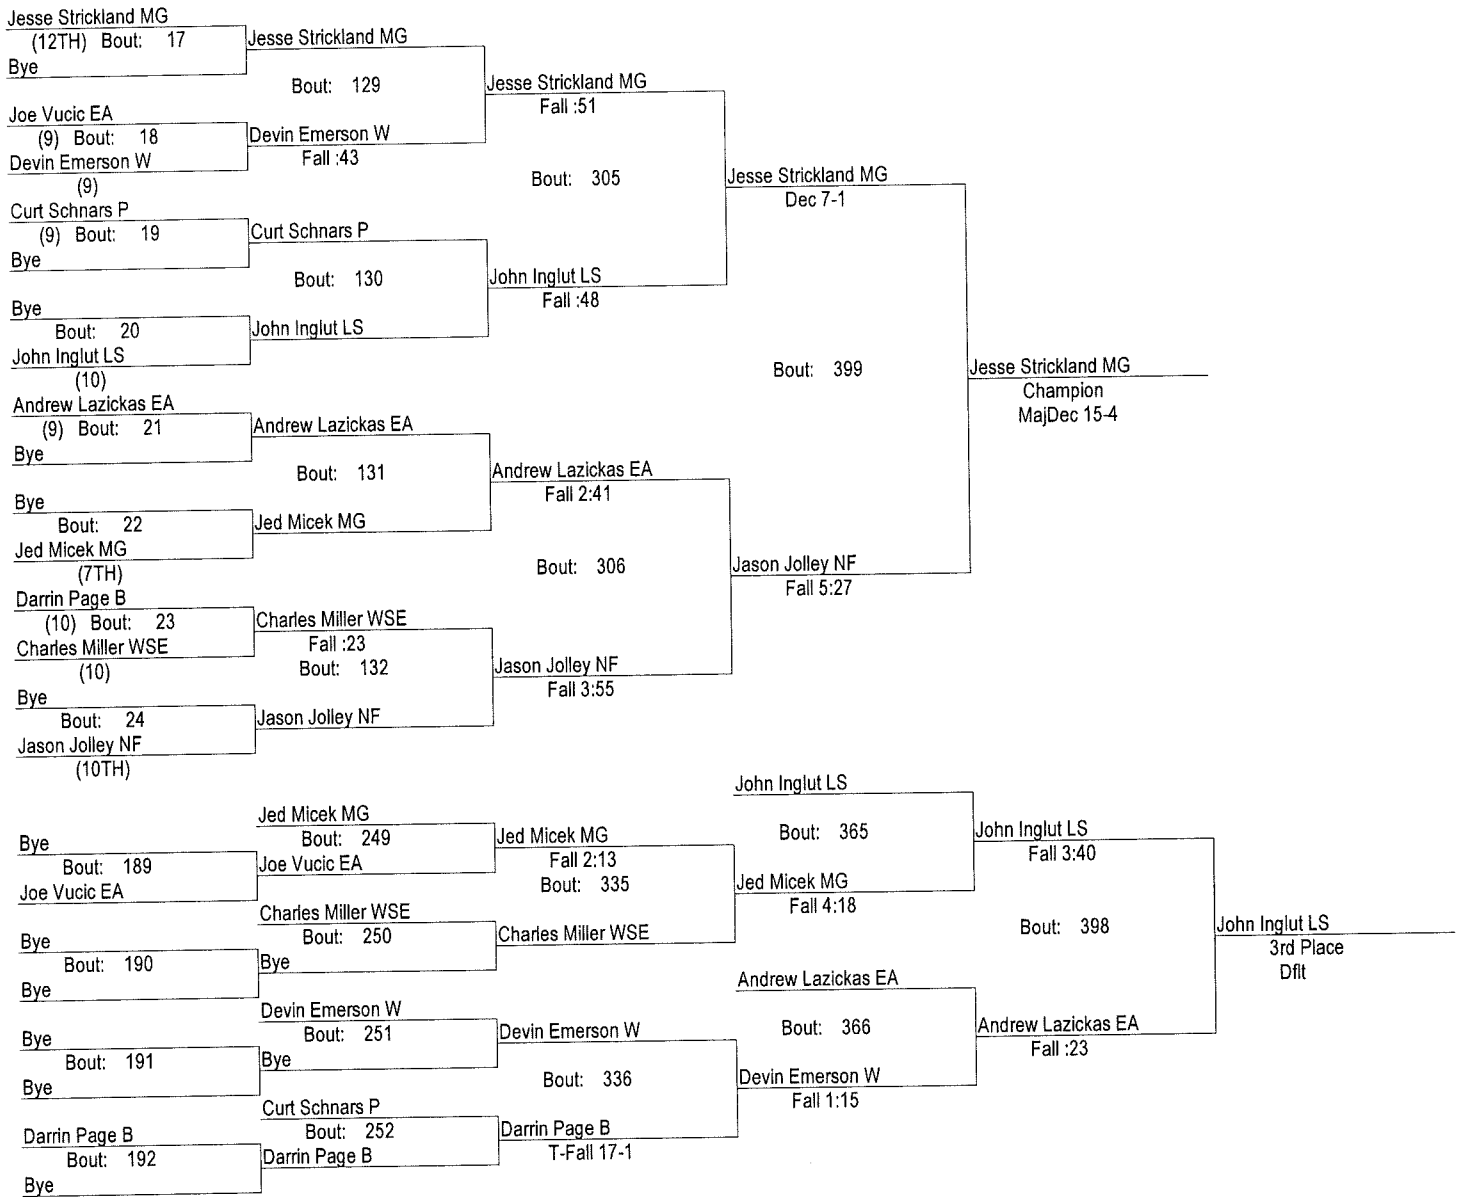 Jesse Strickland MG
(12TH) Bout: 17
Bye
Jesse Strickland MG
Bout: 129
Joe Vucic EA
(9) Bout: 18
Devin Emerson W
(9)
Devin Emerson W
Fall :43
Jesse Strickland MG
Fall :51
Bout: 305
Curt Schnars P
(9) Bout: 19
Bye
Curt Schnars P
Bout: 130
Bye
Bout: 20
John Inglut LS
(10)
John Inglut LS
John Inglut LS
Fall :48
Jesse Strickland MG
Dec 7-1
Bout: 399
Andrew Lazickas EA
(9) Bout: 21
Bye
Andrew Lazickas EA
Bout: 131
Bye
Bout: 22
Jed Micek MG
(7TH)
Jed Micek MG
Andrew Lazickas EA
Fall 2:41
Bout: 306
Darrin Page B
(10) Bout: 23
Charles Miller WSE
(10)
Charles Miller WSE
Fall :23
Bout: 132
Bye
Bout: 24
Jason Jolley NF
(10TH)
Jason Jolley NF
Jason Jolley NF
Fall 3:55
Jason Jolley NF
Fall 5:27
Jesse Strickland MG
Champion
MajDec 15-4
Bye
Bout: 189
Joe Vucic EA
Jed Micek MG
Bout: 249
Joe Vucic EA
Jed Micek MG
Fall 2:13
Bout: 335
Bye
Bout: 190
Bye
Charles Miller WSE
Bout: 250
Bye
Charles Miller WSE
John Inglut LS
Bout: 365
Jed Micek MG
Fall 4:18
John Inglut LS
Fall 3:40
Bout: 398
Bye
Bout: 191
Bye
Devin Emerson W
Bout: 251
Bye
Devin Emerson W
Bout: 336
Darrin Page B
Bout: 192
Bye
Curt Schnars P
Bout: 252
Darrin Page B
Darrin Page B
T-Fall 17-1
Andrew Lazickas EA
Bout: 366
Devin Emerson W
Fall 1:15
Andrew Lazickas EA
Fall :23
John Inglut LS
3rd Place
Dflt